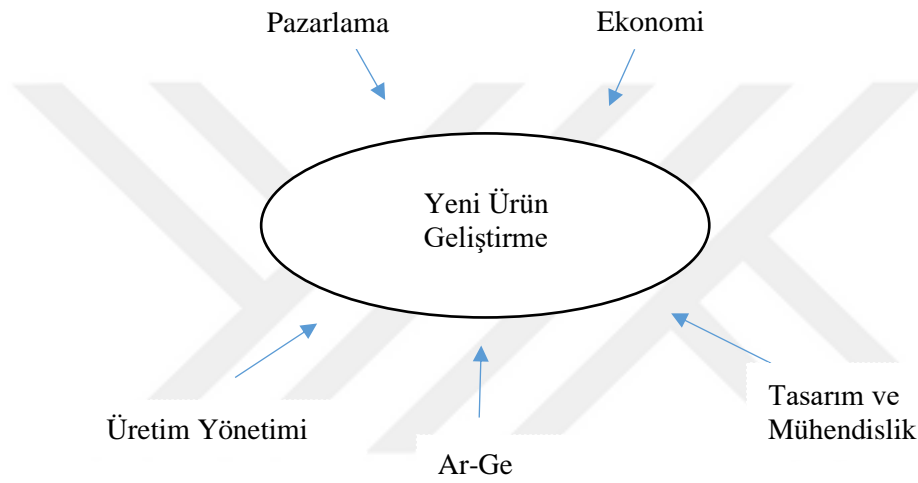 Pazarlama
Ekonomi
Yeni Ürün
Geliştirme
Üretim Yönetimi
Ar-Ge
Tasarım ve
Mühendislik